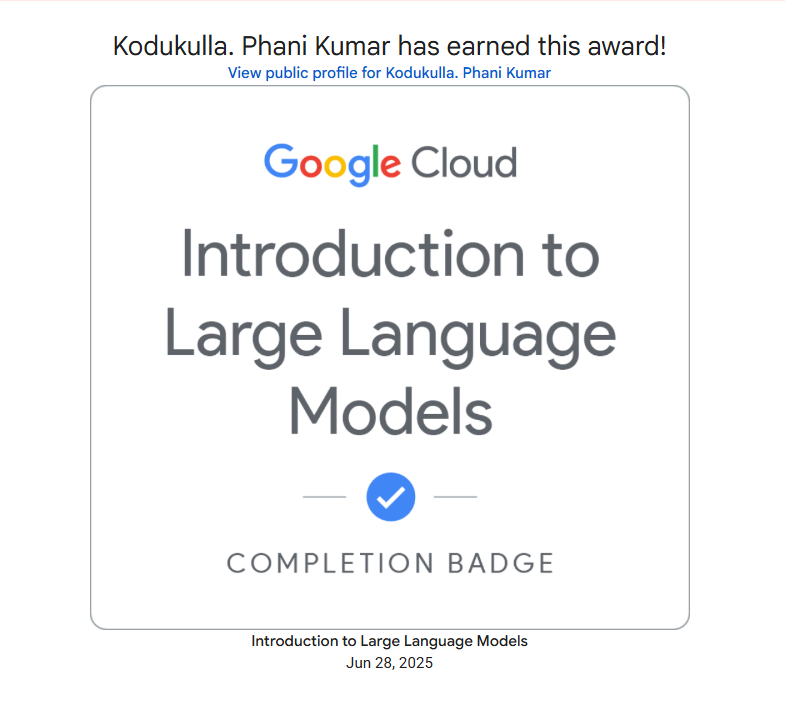 Kodukulla. Phani Kumar has earned this award!
View public profile for Kodukulla. Phani Kumar
Google Cloud
Introduction to
Large Language
Models
COMPLETION BADGE
Introduction to Large Language Models
Jun 28, 2025